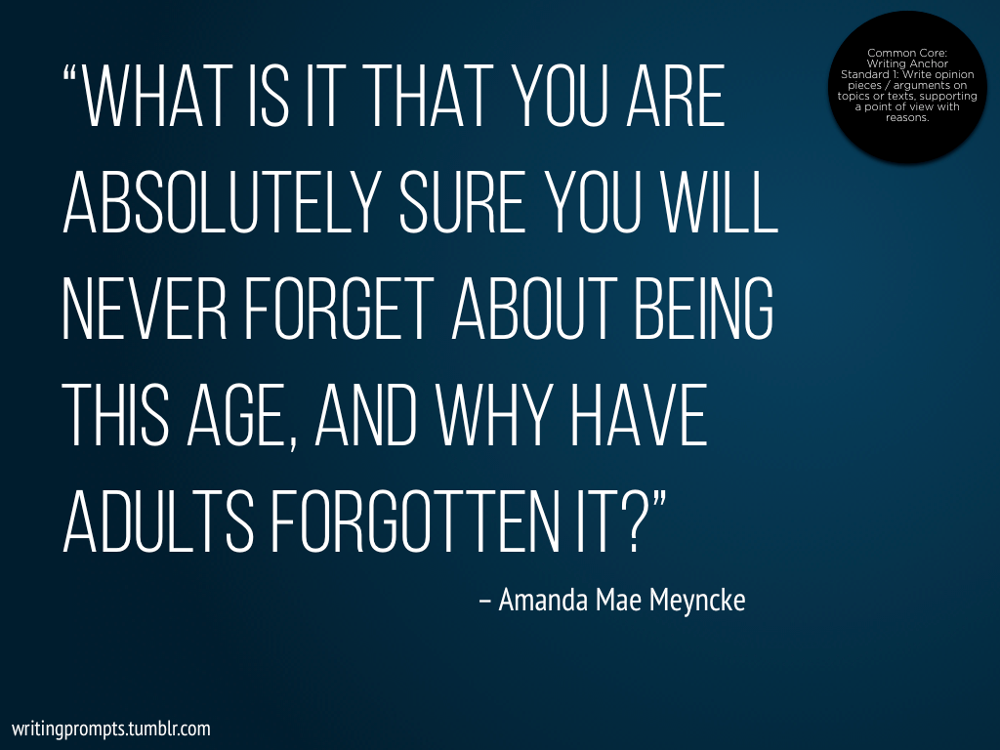 “WHAT IS IT THAT YOU ARE
ABSOLUTELY SURE YOU WILL
NEVER FORGET ABOUT BEING
THIS AGE, AND WHY HAVE
ADULTS FORGOTTEN IT?”
– Amanda Mae Meyncke
Common Core:
Writing Anchor
Standard 1: Write opinion
pieces / arguments on
topics or texts, supporting
a point of view with
reasons.
writingprompts.tumblr.com